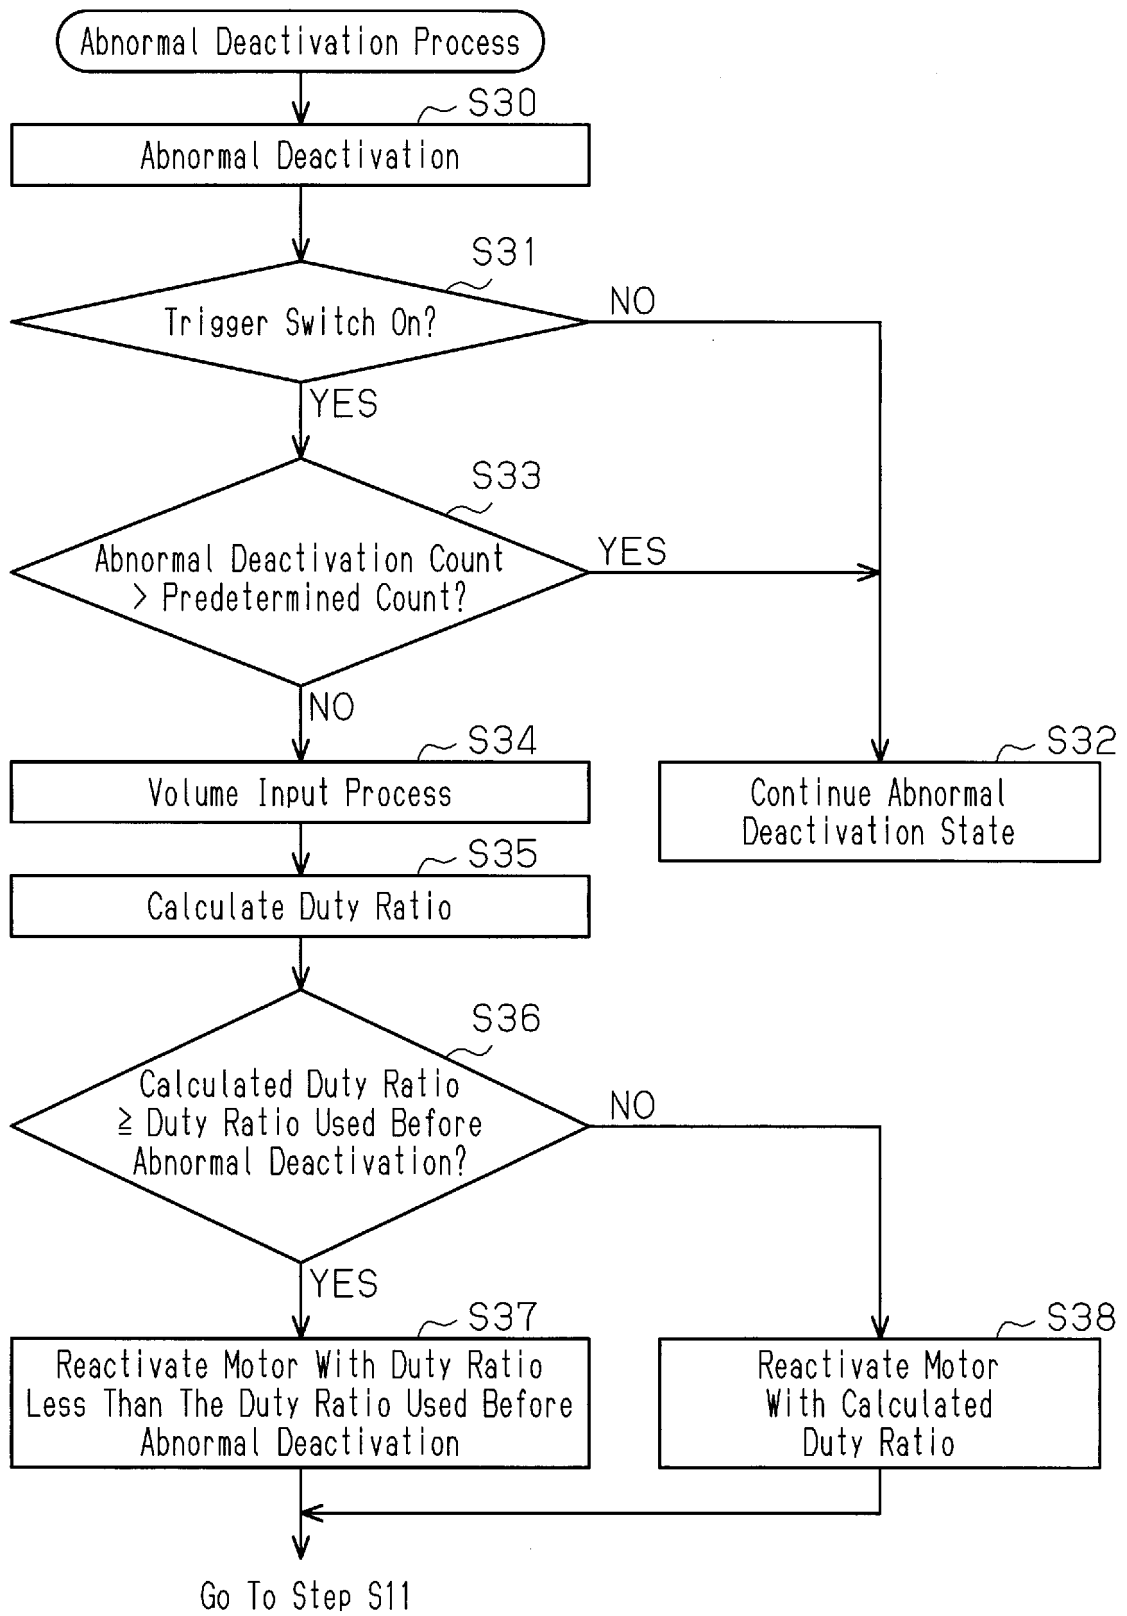 Abnormal Deactivation Process
S30
Abnormal Deactivation
S31
Trigger Switch On?
NO
YES
S33
Abnormal Deactivation Count
> Predetermined Count?
YES
NO
S34
Volume Input Process
S32
Continue Abnormal
Deactivation State
S35
Calculate Duty Ratio
S36
Calculated Duty Ratio
≧ Duty Ratio Used Before
Abnormal Deactivation?
NO
YES
S37
Reactivate Motor With Duty Ratio
Less Than The Duty Ratio Used Before
Abnormal Deactivation
S38
Reactivate Motor
With Calculated
Duty Ratio
Go To Step S11